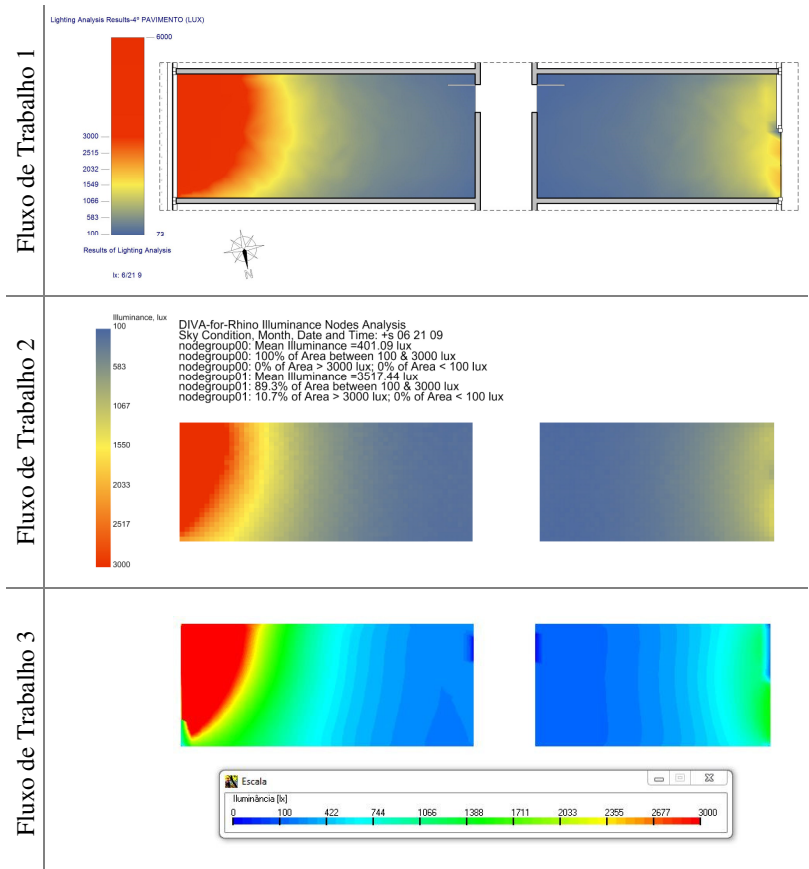 Fluxo de Trabalho 1
Lighting Analysis Results-4º PAVIMENTO (LUX)
6000
3000
2515
2032
1549
1066
583
100
73
Results of Lighting Analysis
lx: 6/21 9
N
Fluxo de Trabalho 2
Illuminance, lux
100
583
1067
1550
2033
2517
3000
DIVA-for-Rhino Illuminance Nodes Analysis
Sky Condition, Month, Date and Time: +s 06 21 09
nodegroup00: Mean Illuminance =401.09 lux
nodegroup00: 100% of Area between 100 & 3000 lux
nodegroup00: 0% of Area > 3000 lux; 0% of Area < 100 lux
nodegroup01: Mean Illuminance =3517.44 lux
nodegroup01: 89.3% of Area between 100 & 3000 lux
nodegroup01: 10.7% of Area > 3000 lux; 0% of Area < 100 lux
Fluxo de Trabalho 3
Escala
Iluminância [lx]
0 100 422 744 1066 1388 1711 2033 2355 2677 3000